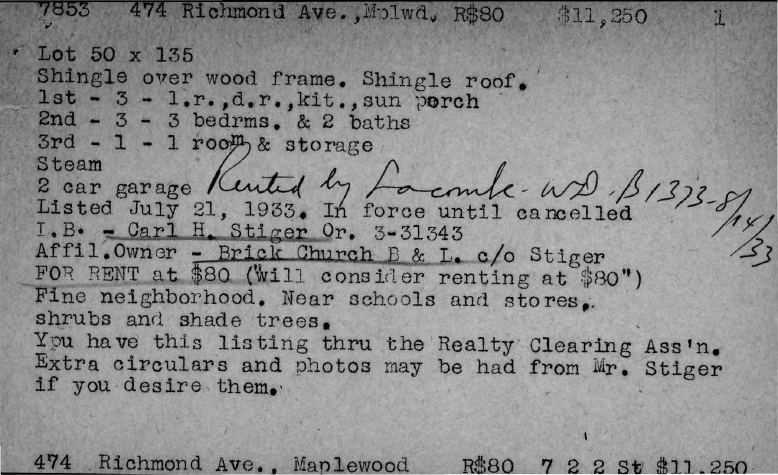 7853 474 Richmond Ave.,Mplwd. R$80 $11,250 1
Lot 50 x 135
Shingle over wood frame. Shingle roof.
1st - 3 - l.r.,d.r.,kit.,sun porch
2nd - 3 - 3 bedrms. & 2 baths
3rd - 1 - 1 room & storage
Steam
2 car garage Rented by Lacombe - WD. B1373-8/14/33
Listed July 21, 1933. In force until cancelled
I.B. - Carl H. Stiger Or. 3-31343
Affil.Owner - Brick Church B & L. c/o Stiger
FOR RENT at $80 ("will consider renting at $80")
Fine neighborhood. Near schools and stores,
shrubs and shade trees.
You have this listing thru the Realty Clearing Ass'n.
Extra circulars and photos may be had from Mr. Stiger
if you desire them.
474 Richmond Ave., Maplewood R$80 7 2 2 St $11,250